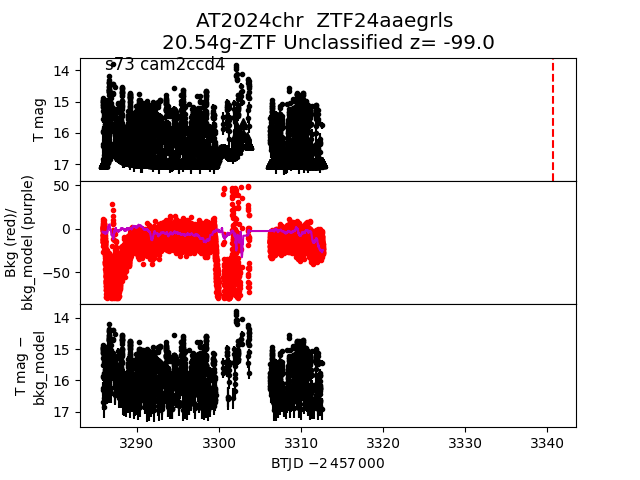 AT2024chr  ZTF24aaegrls
20.54g-ZTF Unclassified z= -99.0
s73 cam2ccd4
14
15
16
17
T mag
50
0
−50
Bkg (red)/
bkg_model (purple)
14
15
16
17
T mag −
bkg_model
3290 3300 3310 3320 3330 3340
BTJD −2 457 000